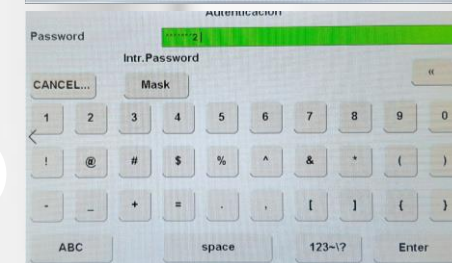 Autenticacion
Password *******2|
Intr.Password
CANCEL... Mask «
1 2 3 4 5 6 7 8 9 0
! @ # $ % ^ & * ( )
- _ + = . , [ ] { }
ABC space 123~\? Enter